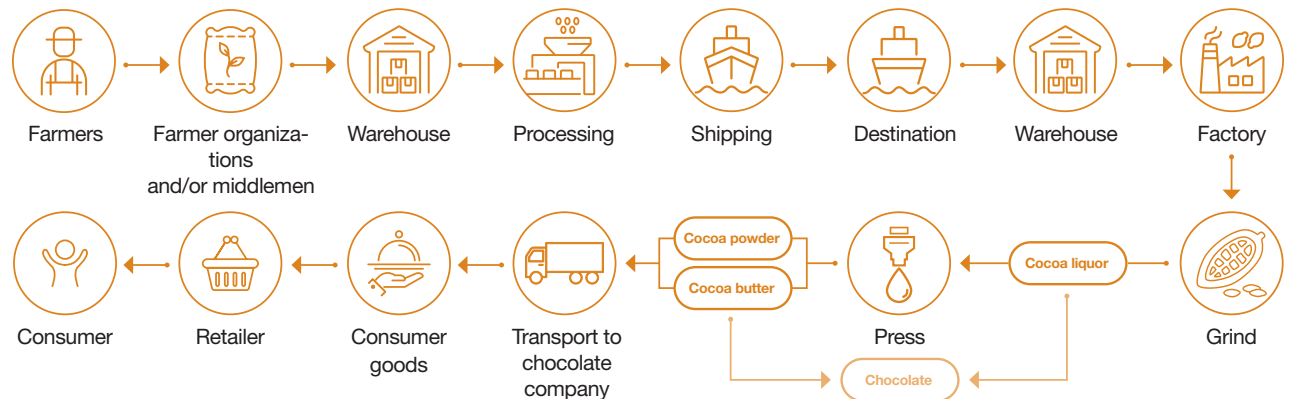 Farmers
Farmer organiza-
tions
and/or middlemen
Warehouse
Processing
Shipping
Destination
Warehouse
Factory
Consumer
Retailer
Consumer
goods
Transport to
chocolate
company
Cocoa powder
Cocoa butter
Press
Cocoa liquor
Grind
Chocolate